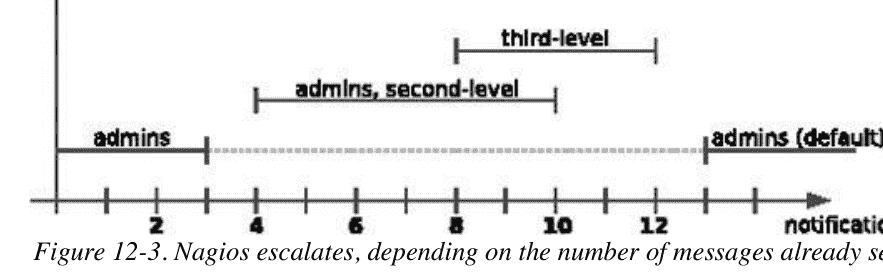 third-level
admins, second-level
admins
admins (default)
2 4 6 8 10 12
notificatio
Figure 12-3. Nagios escalates, depending on the number of messages already se